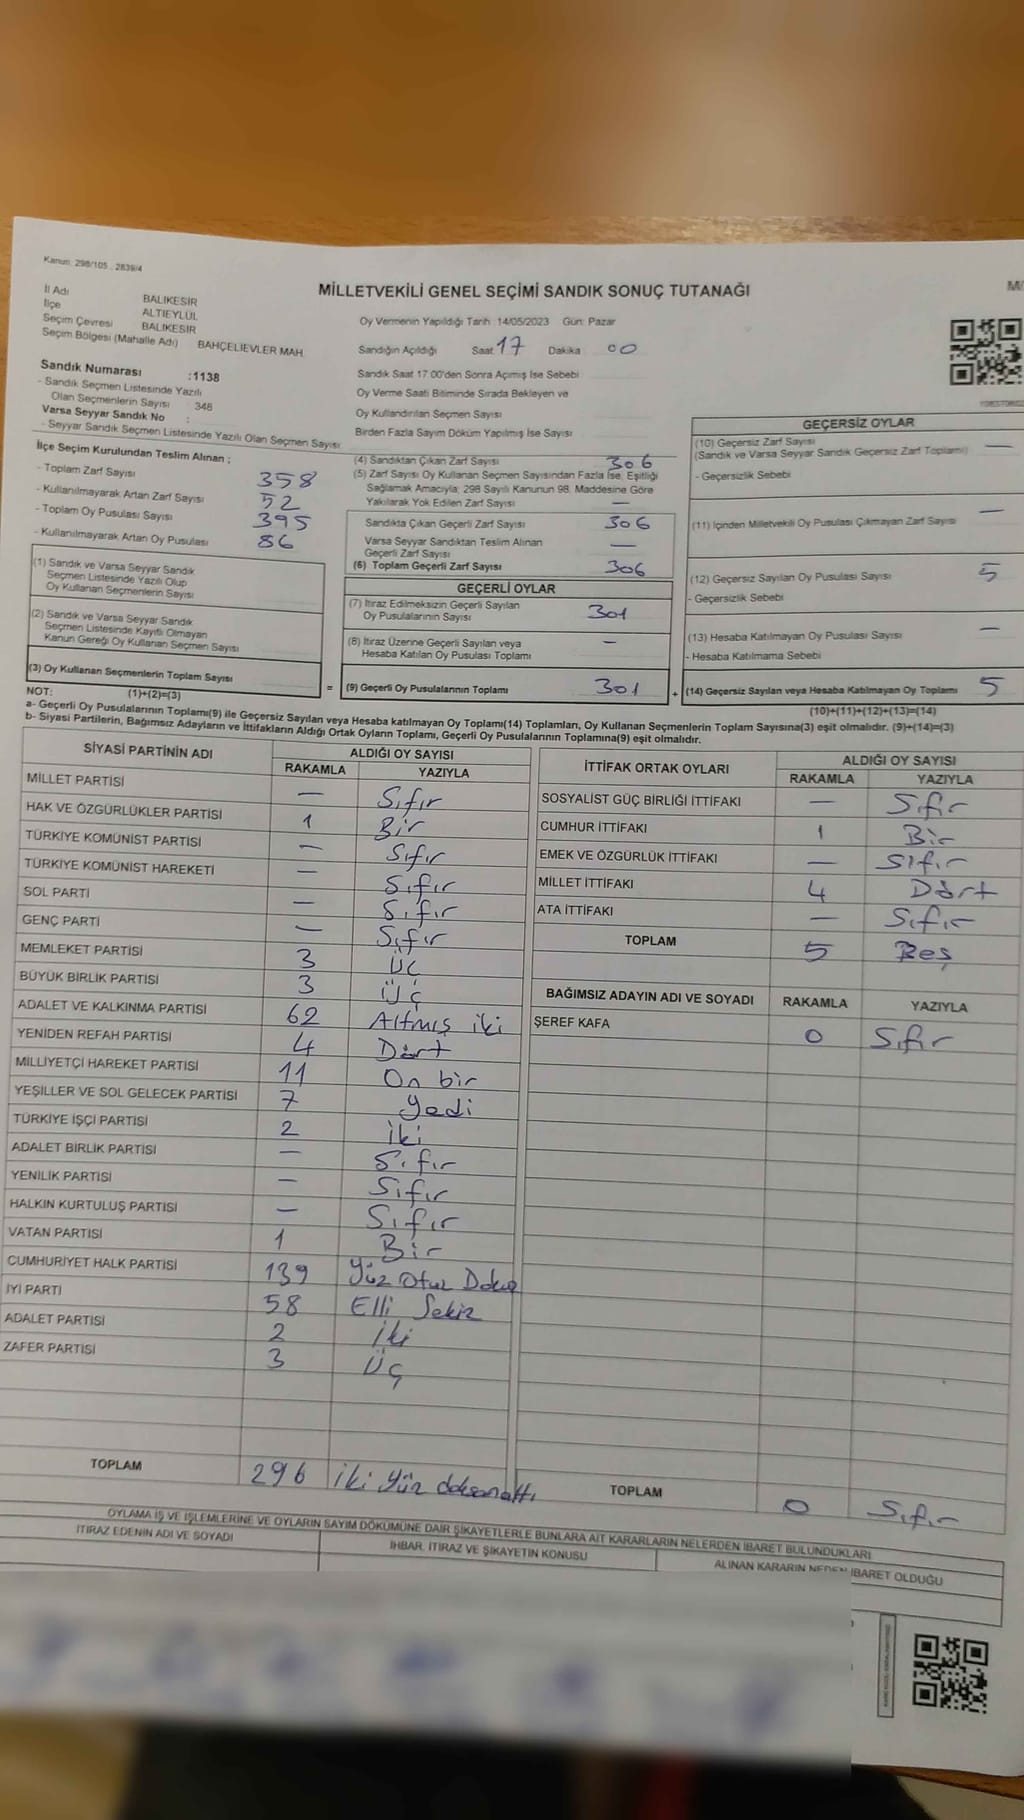 Kanun: 298/105 , 2839/4
MİLLETVEKİLİ GENEL SEÇİMİ SANDIK SONUÇ TUTANAĞI
M/
İl Adı BALIKESİR
İlçe ALTIEYLÜL
Seçim Çevresi BALIKESİR
Seçim Bölgesi (Mahalle Adı) BAHÇELİEVLER MAH.
Sandık Numarası :1138
- Sandık Seçmen Listesinde Yazılı
Olan Seçmenlerin Sayısı : 348
Varsa Seyyar Sandık No :
- Seyyar Sandık Seçmen Listesinde Yazılı Olan Seçmen Sayısı
Oy Vermenin Yapıldığı Tarih :14/05/2023 Gün: Pazar
Sandığın Açıldığı Saat 17 Dakika 00
Sandık Saat 17:00'den Sonra Açımış İse Sebebi
Oy Verme Saati Bitiminde Sırada Bekleyen ve
Oy Kullandırılan Seçmen Sayısı
Birden Fazla Sayım Döküm Yapılmış İse Sayısı
İlçe Seçim Kurulundan Teslim Alınan ;
- Toplam Zarf Sayısı 358
- Kullanılmayarak Artan Zarf Sayısı 52
- Toplam Oy Pusulası Sayısı 395
- Kullanılmayarak Artan Oy Pusulası 86
(1) Sandık ve Varsa Seyyar Sandık
Seçmen Listesinde Yazılı Olup
Oy Kullanan Seçmenlerin Sayısı
(2) Sandık ve Varsa Seyyar Sandık
Seçmen Listesinde Kayıtlı Olmayan
Kanun Gereği Oy Kullanan Seçmen Sayısı
(3) Oy Kullanan Seçmenlerin Toplam Sayısı
(1)+(2)=(3)
(4) Sandıktan Çıkan Zarf Sayısı 306
(5) Zarf Sayısı Oy Kullanan Seçmen Sayısından Fazla İse, Eşitliği
Sağlamak Amacıyla; 298 Sayılı Kanunun 98. Maddesine Göre
Yakılarak Yok Edilen Zarf Sayısı —
Sandıkta Çıkan Geçerli Zarf Sayısı 306
Varsa Seyyar Sandıktan Teslim Alınan
Geçerli Zarf Sayısı —
(6) Toplam Geçerli Zarf Sayısı 306
GEÇERLİ OYLAR
(7) İtiraz Edilmeksizin Geçerli Sayılan
Oy Pusulalarının Sayısı 301
(8) İtiraz Üzerine Geçerli Sayılan veya
Hesaba Katılan Oy Pusulası Toplamı —
= (9) Geçerli Oy Pusulalarının Toplamı 301
GEÇERSİZ OYLAR
(10) Geçersiz Zarf Sayısı —
(Sandık ve Varsa Seyyar Sandık Geçersiz Zarf Toplamı)
- Geçersizlik Sebebi
(11) İçinden Milletvekili Oy Pusulası Çıkmayan Zarf Sayısı —
(12) Geçersiz Sayılan Oy Pusulası Sayısı 5
- Geçersizlik Sebebi
(13) Hesaba Katılmayan Oy Pusulası Sayısı —
- Hesaba Katılmama Sebebi
+ (14) Geçersiz Sayılan veya Hesaba Katılmayan Oy Toplamı 5
(10)+(11)+(12)+(13)=(14)
NOT:
a- Geçerli Oy Pusulalarının Toplamı(9) ile Geçersiz Sayılan veya Hesaba katılmayan Oy Toplamı(14) Toplamları, Oy Kullanan Seçmenlerin Toplam Sayısına(3) eşit olmalıdır. (9)+(14)=(3)
b- Siyasi Partilerin, Bağımsız Adayların ve İttifakların Aldığı Ortak Oyların Toplamı, Geçerli Oy Pusulalarının Toplamına(9) eşit olmalıdır.
SİYASİ PARTİNİN ADI ALDIĞI OY SAYISI
RAKAMLA YAZIYLA
MİLLET PARTİSİ — Sıfır
HAK VE ÖZGÜRLÜKLER PARTİSİ 1 Bir
TÜRKİYE KOMÜNİST PARTİSİ — Sıfır
TÜRKİYE KOMÜNİST HAREKETİ — Sıfır
SOL PARTİ — Sıfır
GENÇ PARTİ — Sıfır
MEMLEKET PARTİSİ 3 Üç
BÜYÜK BİRLİK PARTİSİ 3 Üç
ADALET VE KALKINMA PARTİSİ 62 Altmış iki
YENİDEN REFAH PARTİSİ 4 Dört
MİLLİYETÇİ HAREKET PARTİSİ 11 On bir
YEŞİLLER VE SOL GELECEK PARTİSİ 7 Yedi
TÜRKİYE İŞÇİ PARTİSİ 2 İki
ADALET BİRLİK PARTİSİ — Sıfır
YENİLİK PARTİSİ — Sıfır
HALKIN KURTULUŞ PARTİSİ — Sıfır
VATAN PARTİSİ 1 Bir
CUMHURİYET HALK PARTİSİ 139 Yüz Otuz Dokuz
İYİ PARTİ 58 Elli Sekiz
ADALET PARTİSİ 2 İki
ZAFER PARTİSİ 3 Üç
TOPLAM 296 İki Yüz doksan altı
İTTİFAK ORTAK OYLARI ALDIĞI OY SAYISI
RAKAMLA YAZIYLA
SOSYALİST GÜÇ BİRLİĞİ İTTİFAKI — Sıfır
CUMHUR İTTİFAKI 1 Bir
EMEK VE ÖZGÜRLÜK İTTİFAKI — Sıfır
MİLLET İTTİFAKI 4 Dört
ATA İTTİFAKI — Sıfır
TOPLAM 5 Beş
BAĞIMSIZ ADAYIN ADI VE SOYADI RAKAMLA YAZIYLA
ŞEREF KAFA 0 Sıfır
TOPLAM 0 Sıfır
OYLAMA İŞ VE İŞLEMLERİNE VE OYLARIN SAYIM DÖKÜMÜNE DAİR ŞİKAYETLERLE BUNLARA AİT KARARLARIN NELERDEN İBARET BULUNDUKLARI
İTİRAZ EDENİN ADI VE SOYADI İHBAR, İTİRAZ VE ŞİKAYETİN KONUSU ALINAN KARARIN NEDEN İBARET OLDUĞU